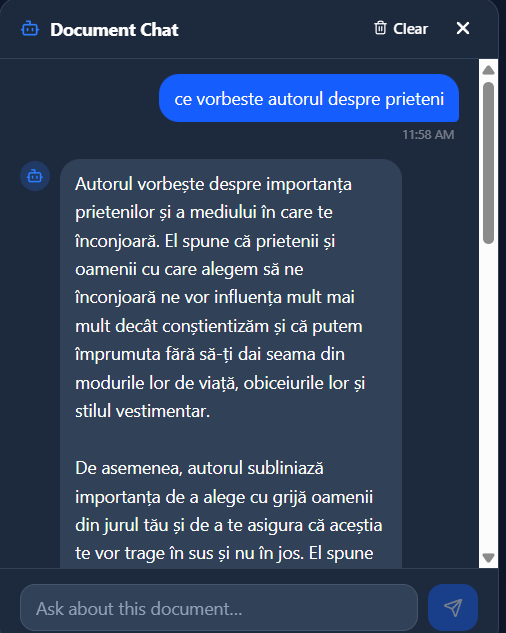 Document Chat
Clear
ce vorbeste autorul despre prieteni
11:58 AM
Autorul vorbește despre importanța
prietenilor și a mediului în care te
înconjoară. El spune că prietenii și
oamenii cu care alegem să ne
înconjoară ne vor influența mult mai
mult decât conștientizăm și că putem
împrumuta fără să-ți dai seama din
modurile lor de viață, obiceiurile lor și
stilul vestimentar.
De asemenea, autorul subliniază
importanța de a alege cu grijă oamenii
din jurul tău și de a te asigura că aceștia
te vor trage în sus și nu în jos. El spune
Ask about this document...